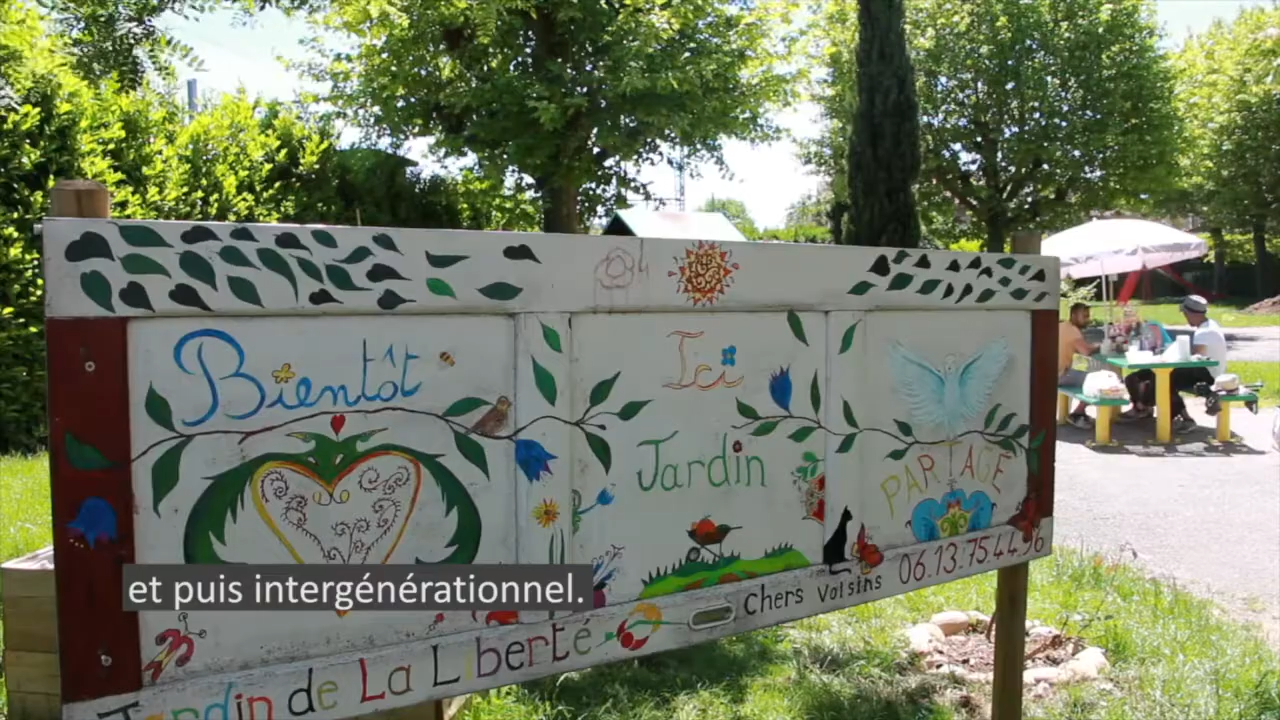 Bientôt
Ici
Jardin
PARTAGE
06.13.75.44.96
Chers Voisins
Jardin de La Liberté
et puis intergénérationnel.